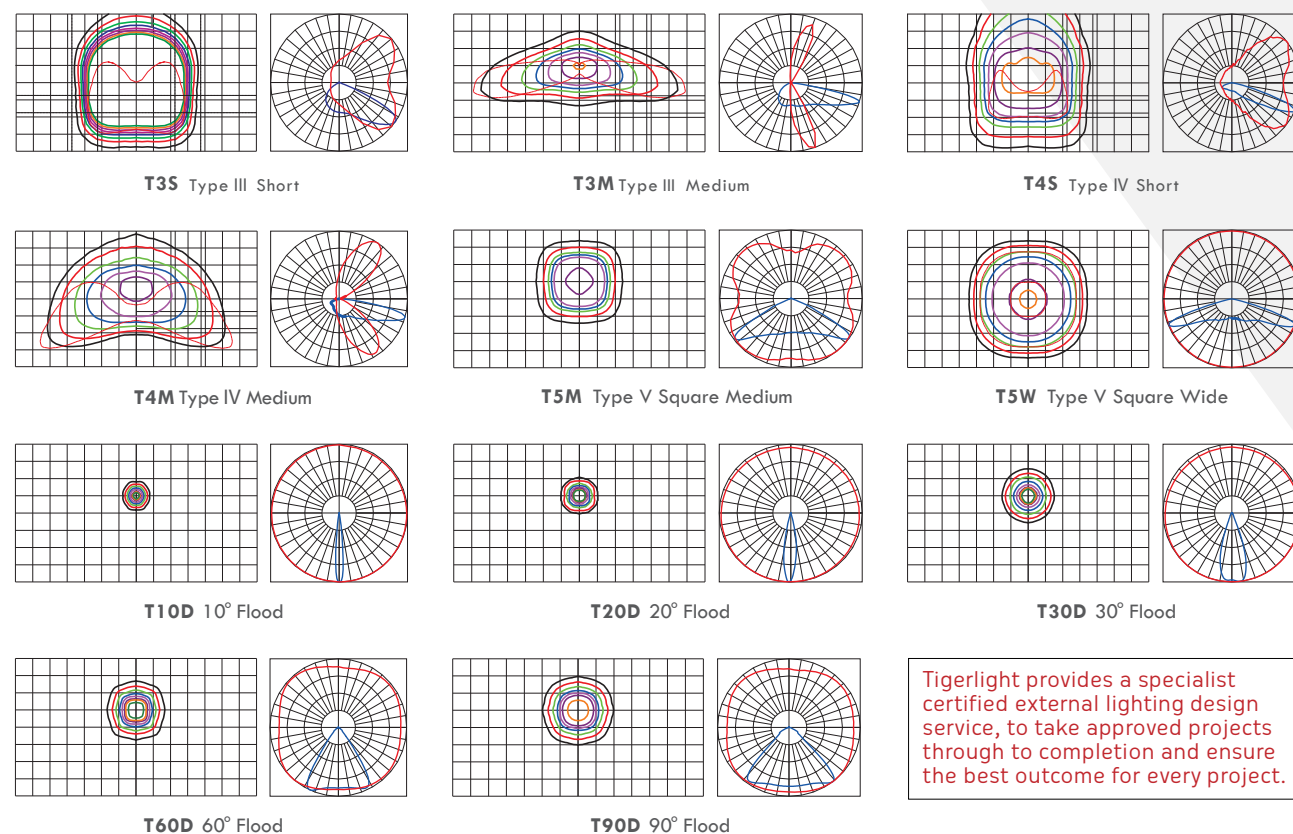 T3S Type III Short
T3M Type III Medium
T4S Type IV Short
T4M Type IV Medium
T5M Type V Square Medium
T5W Type V Square Wide
T10D 10° Flood
T20D 20° Flood
T30D 30° Flood
T60D 60° Flood
T90D 90° Flood
Tigerlight provides a specialist
certified external lighting design
service, to take approved projects
through to completion and ensure
the best outcome for every project.